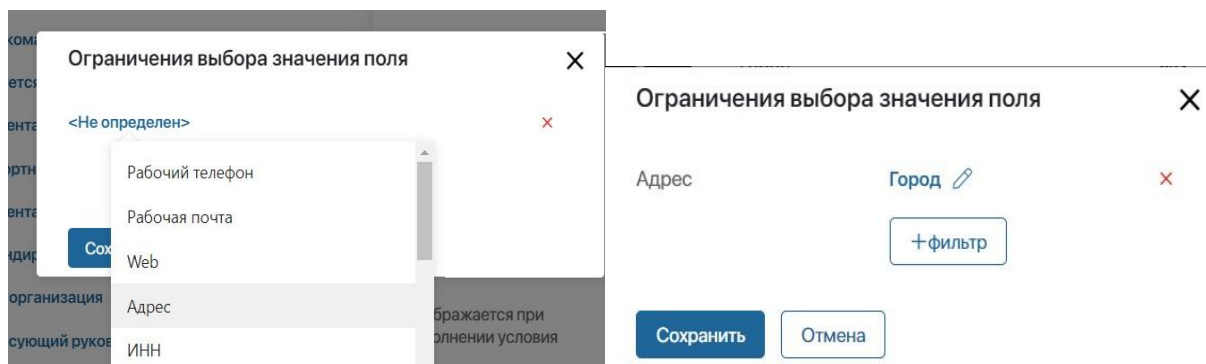 Ограничения выбора значения поля
<Не определен>
Рабочий телефон
Рабочая почта
Web
Адрес
ИНН
организация
бражается при
олнении условия
Ограничения выбора значения поля
Адрес
Город
+фильтр
Сохранить
Отмена